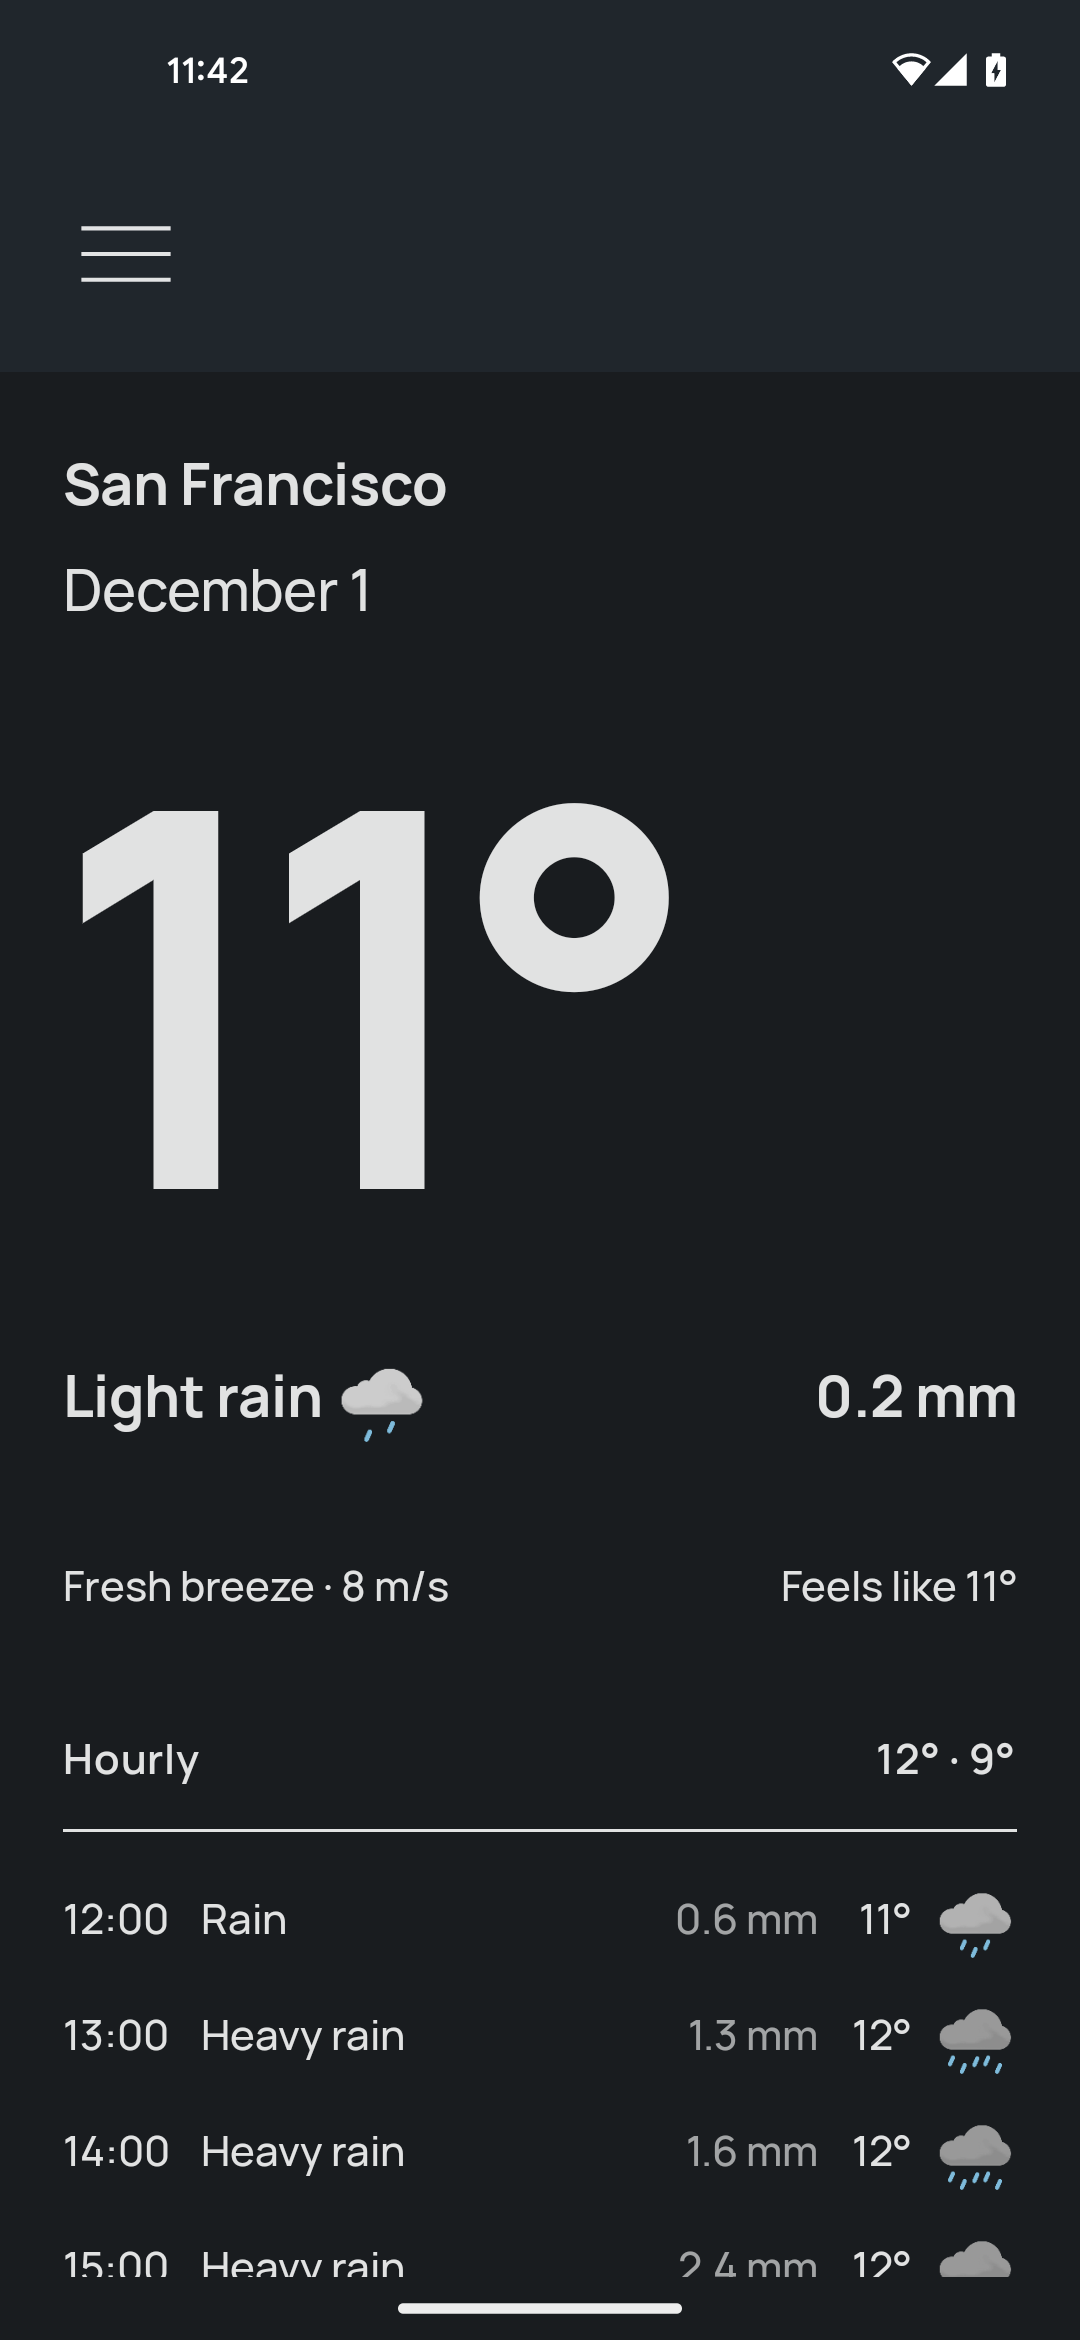 11:42
San Francisco
December 1
11°
Light rain 0.2 mm
Fresh breeze · 8 m/s Feels like 11°
Hourly 12° · 9°
12:00 Rain 0.6 mm 11°
13:00 Heavy rain 1.3 mm 12°
14:00 Heavy rain 1.6 mm 12°
15:00 Heavy rain 2.4 mm 12°